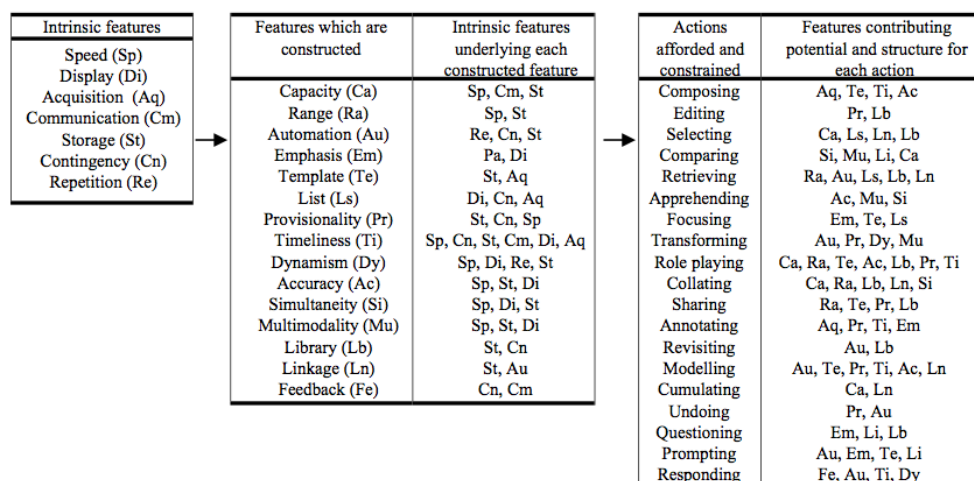 Intrinsic features
Speed (Sp)
Display (Di)
Acquisition (Aq)
Communication (Cm)
Storage (St)
Contingency (Cn)
Repetition (Re)
Features which are constructed | Intrinsic features underlying each constructed feature
Capacity (Ca) | Sp, Cm, St
Range (Ra) | Sp, St
Automation (Au) | Re, Cn, St
Emphasis (Em) | Pa, Di
Template (Te) | St, Aq
List (Ls) | Di, Cn, Aq
Provisionality (Pr) | St, Cn, Sp
Timeliness (Ti) | Sp, Cn, St, Cm, Di, Aq
Dynamism (Dy) | Sp, Di, Re, St
Accuracy (Ac) | Sp, St, Di
Simultaneity (Si) | Sp, Di, St
Multimodality (Mu) | Sp, St, Di
Library (Lb) | St, Cn
Linkage (Ln) | St, Au
Feedback (Fe) | Cn, Cm
Actions afforded and constrained | Features contributing potential and structure for each action
Composing | Aq, Te, Ti, Ac
Editing | Pr, Lb
Selecting | Ca, Ls, Ln, Lb
Comparing | Si, Mu, Li, Ca
Retrieving | Ra, Au, Ls, Lb, Ln
Apprehending | Ac, Mu, Si
Focusing | Em, Te, Ls
Transforming | Au, Pr, Dy, Mu
Role playing | Ca, Ra, Te, Ac, Lb, Pr, Ti
Collating | Ca, Ra, Lb, Ln, Si
Sharing | Ra, Te, Pr, Lb
Annotating | Aq, Pr, Ti, Em
Revisiting | Au, Lb
Modelling | Au, Te, Pr, Ti, Ac, Ln
Cumulating | Ca, Ln
Undoing | Pr, Au
Questioning | Em, Li, Lb
Prompting | Au, Em, Te, Li
Responding | Fe, Au, Ti, Dy